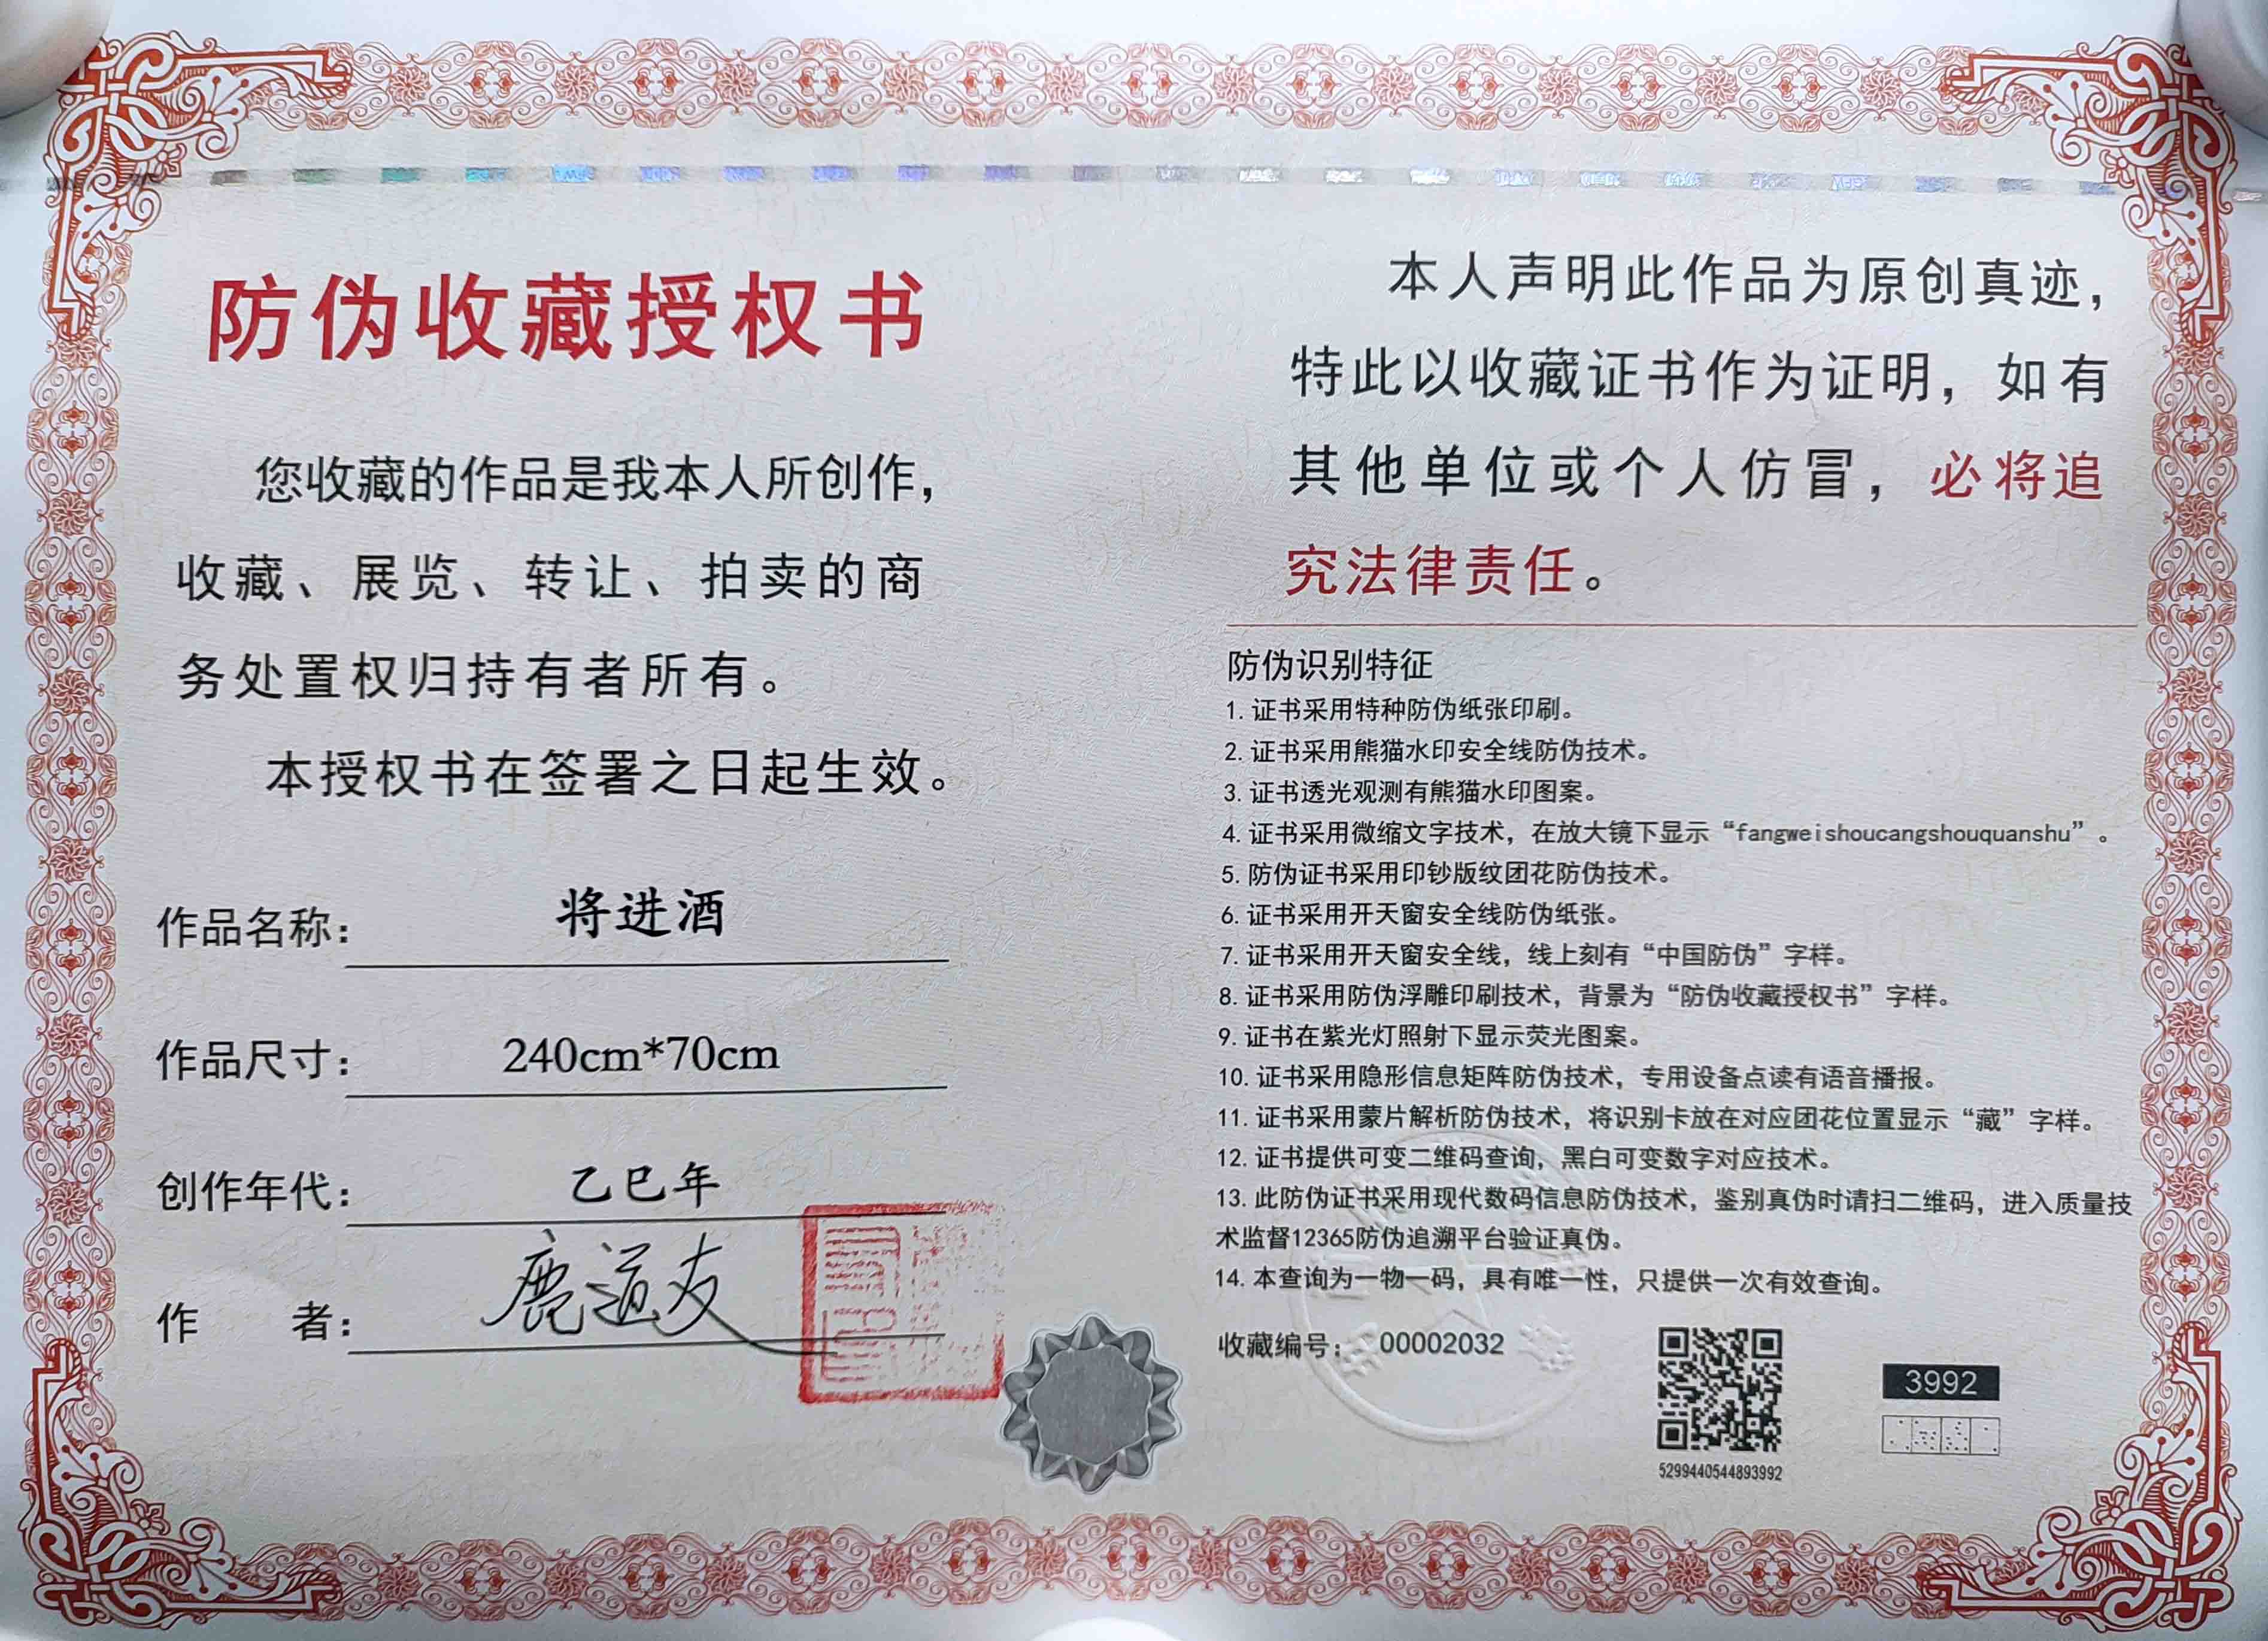 防伪收藏授权书
您收藏的作品是我本人所创作，
收藏、展览、转让、拍卖的商
务处置权归持有者所有。
本授权书在签署之日起生效。
作品名称：将进酒
作品尺寸：240cm*70cm
创作年代：乙巳年
作 者：鹿道友
本人声明此作品为原创真迹，
特此以收藏证书作为证明，如有
其他单位或个人仿冒，必将追
究法律责任。
防伪识别特征
1. 证书采用特种防伪纸张印刷。
2. 证书采用熊猫水印安全线防伪技术。
3. 证书透光观测有熊猫水印图案。
4. 证书采用微缩文字技术，在放大镜下显示“fangweishoucangshouquanshu”。
5. 防伪证书采用印钞版纹团花防伪技术。
6. 证书采用开天窗安全线防伪纸张。
7. 证书采用开天窗安全线，线上刻有“中国防伪”字样。
8. 证书采用防伪浮雕印刷技术，背景为“防伪收藏授权书”字样。
9. 证书在紫光灯照射下显示荧光图案。
10. 证书采用隐形信息矩阵防伪技术，专用设备点读有语音播报。
11. 证书采用蒙片解析防伪技术，将识别卡放在对应团花位置显示“藏”字样。
12. 证书提供可变二维码查询，黑白可变数字对应技术。
13. 此防伪证书采用现代数码信息防伪技术，鉴别真伪时请扫二维码，进入质量技
术监督12365防伪追溯平台验证真伪。
14. 本查询为一物一码，具有唯一性，只提供一次有效查询。
收藏编号：00002032
3992
5299440544893992